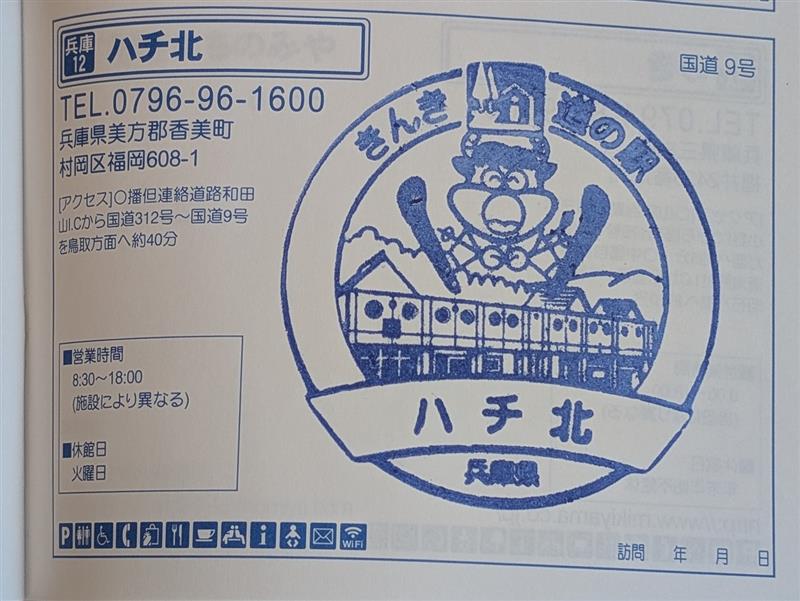 兵庫
12
ハチ北
国道 9号
TEL.0796-96-1600
兵庫県美方郡香美町
村岡区福岡608-1
[アクセス]〇播但連絡道路和田
山I.Cから国道312号～国道9号
を鳥取方面へ約40分
■営業時間
8:30～18:00
(施設により異なる)
■休館日
火曜日
きんき 道の駅
ハチ北
兵庫県
P
i
WiFi
訪問 年 月 日